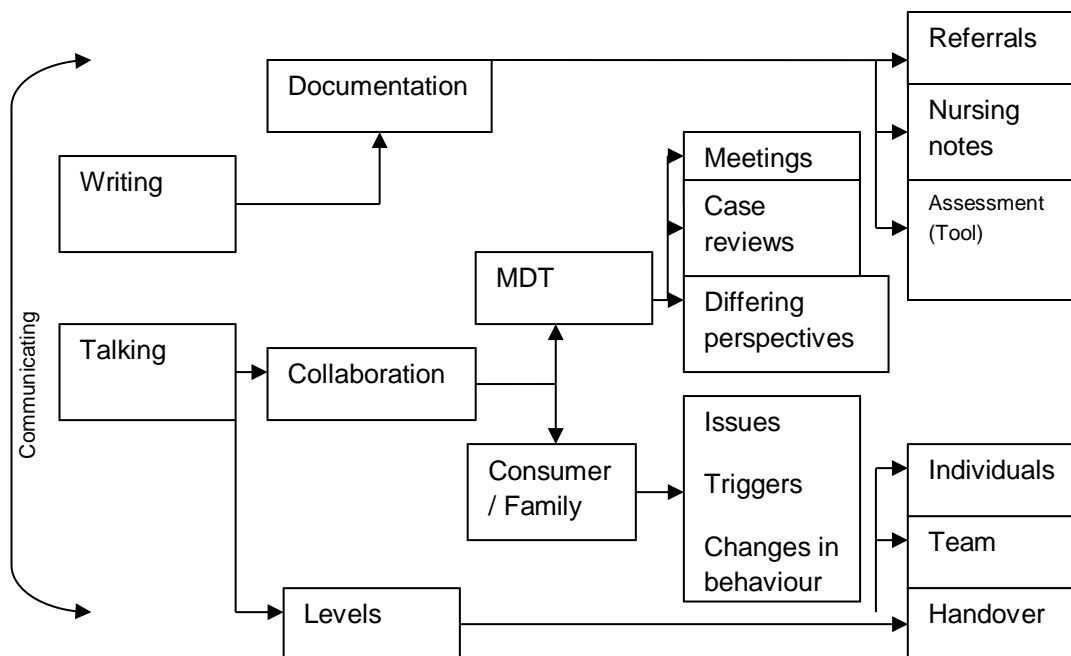 Communicating
Writing
Documentation
Referrals
Nursing
notes
Assessment
(Tool)
Talking
Collaboration
MDT
Meetings
Case
reviews
Differing
perspectives
Consumer
/ Family
Issues
Triggers
Changes in
behaviour
Levels
Individuals
Team
Handover